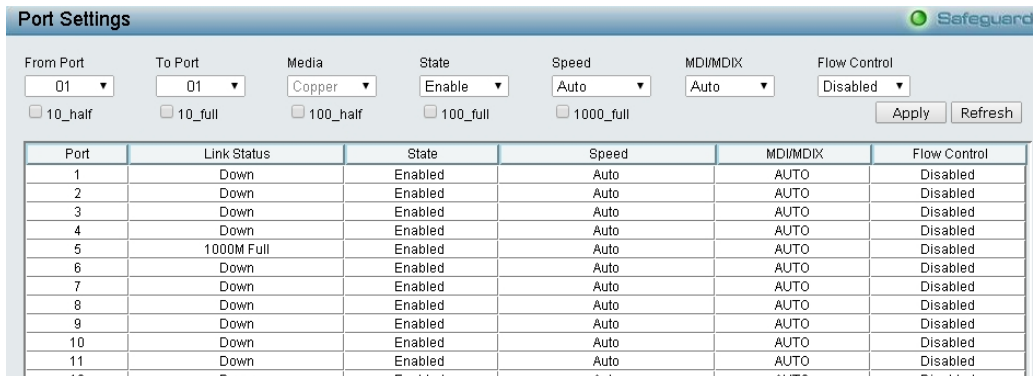 Port Settings
Safeguard
From Port To Port Media State Speed MDI/MDIX Flow Control
01 01 Copper Enable Auto Auto Disabled
10_half 10_full 100_half 100_full 1000_full Apply Refresh
Port Link Status State Speed MDI/MDIX Flow Control
1 Down Enabled Auto AUTO Disabled
2 Down Enabled Auto AUTO Disabled
3 Down Enabled Auto AUTO Disabled
4 Down Enabled Auto AUTO Disabled
5 1000M Full Enabled Auto AUTO Disabled
6 Down Enabled Auto AUTO Disabled
7 Down Enabled Auto AUTO Disabled
8 Down Enabled Auto AUTO Disabled
9 Down Enabled Auto AUTO Disabled
10 Down Enabled Auto AUTO Disabled
11 Down Enabled Auto AUTO Disabled